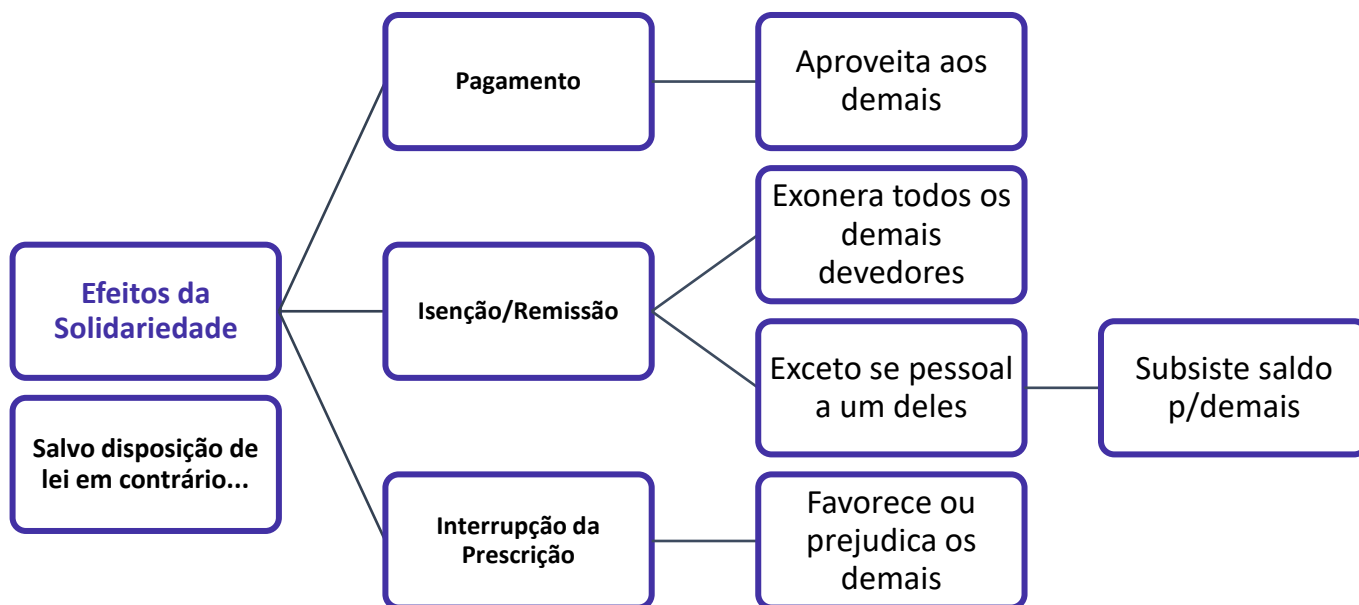 Efeitos da
Solidariedade
Salvo disposição de
lei em contrário...
Pagamento
Aproveita aos
demais
Isenção/Remissão
Exonera todos os
demais
devedores
Exceto se pessoal
a um deles
Subsiste saldo
p/demais
Interrupção da
Prescrição
Favorece ou
prejudica os
demais